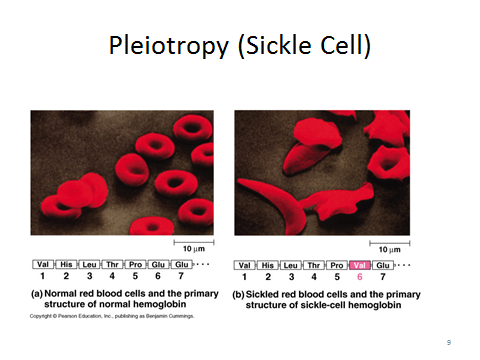 Pleiotropy (Sickle Cell)
10 µm
10 µm
Val His Leu Thr Pro Glu Glu • • •
1 2 3 4 5 6 7
Val His Leu Thr Pro Val Glu • • •
1 2 3 4 5 6 7
(a) Normal red blood cells and the primary
structure of normal hemoglobin
(b) Sickled red blood cells and the primary
structure of sickle-cell hemoglobin
Copyright © Pearson Education, Inc., publishing as Benjamin Cummings.
9